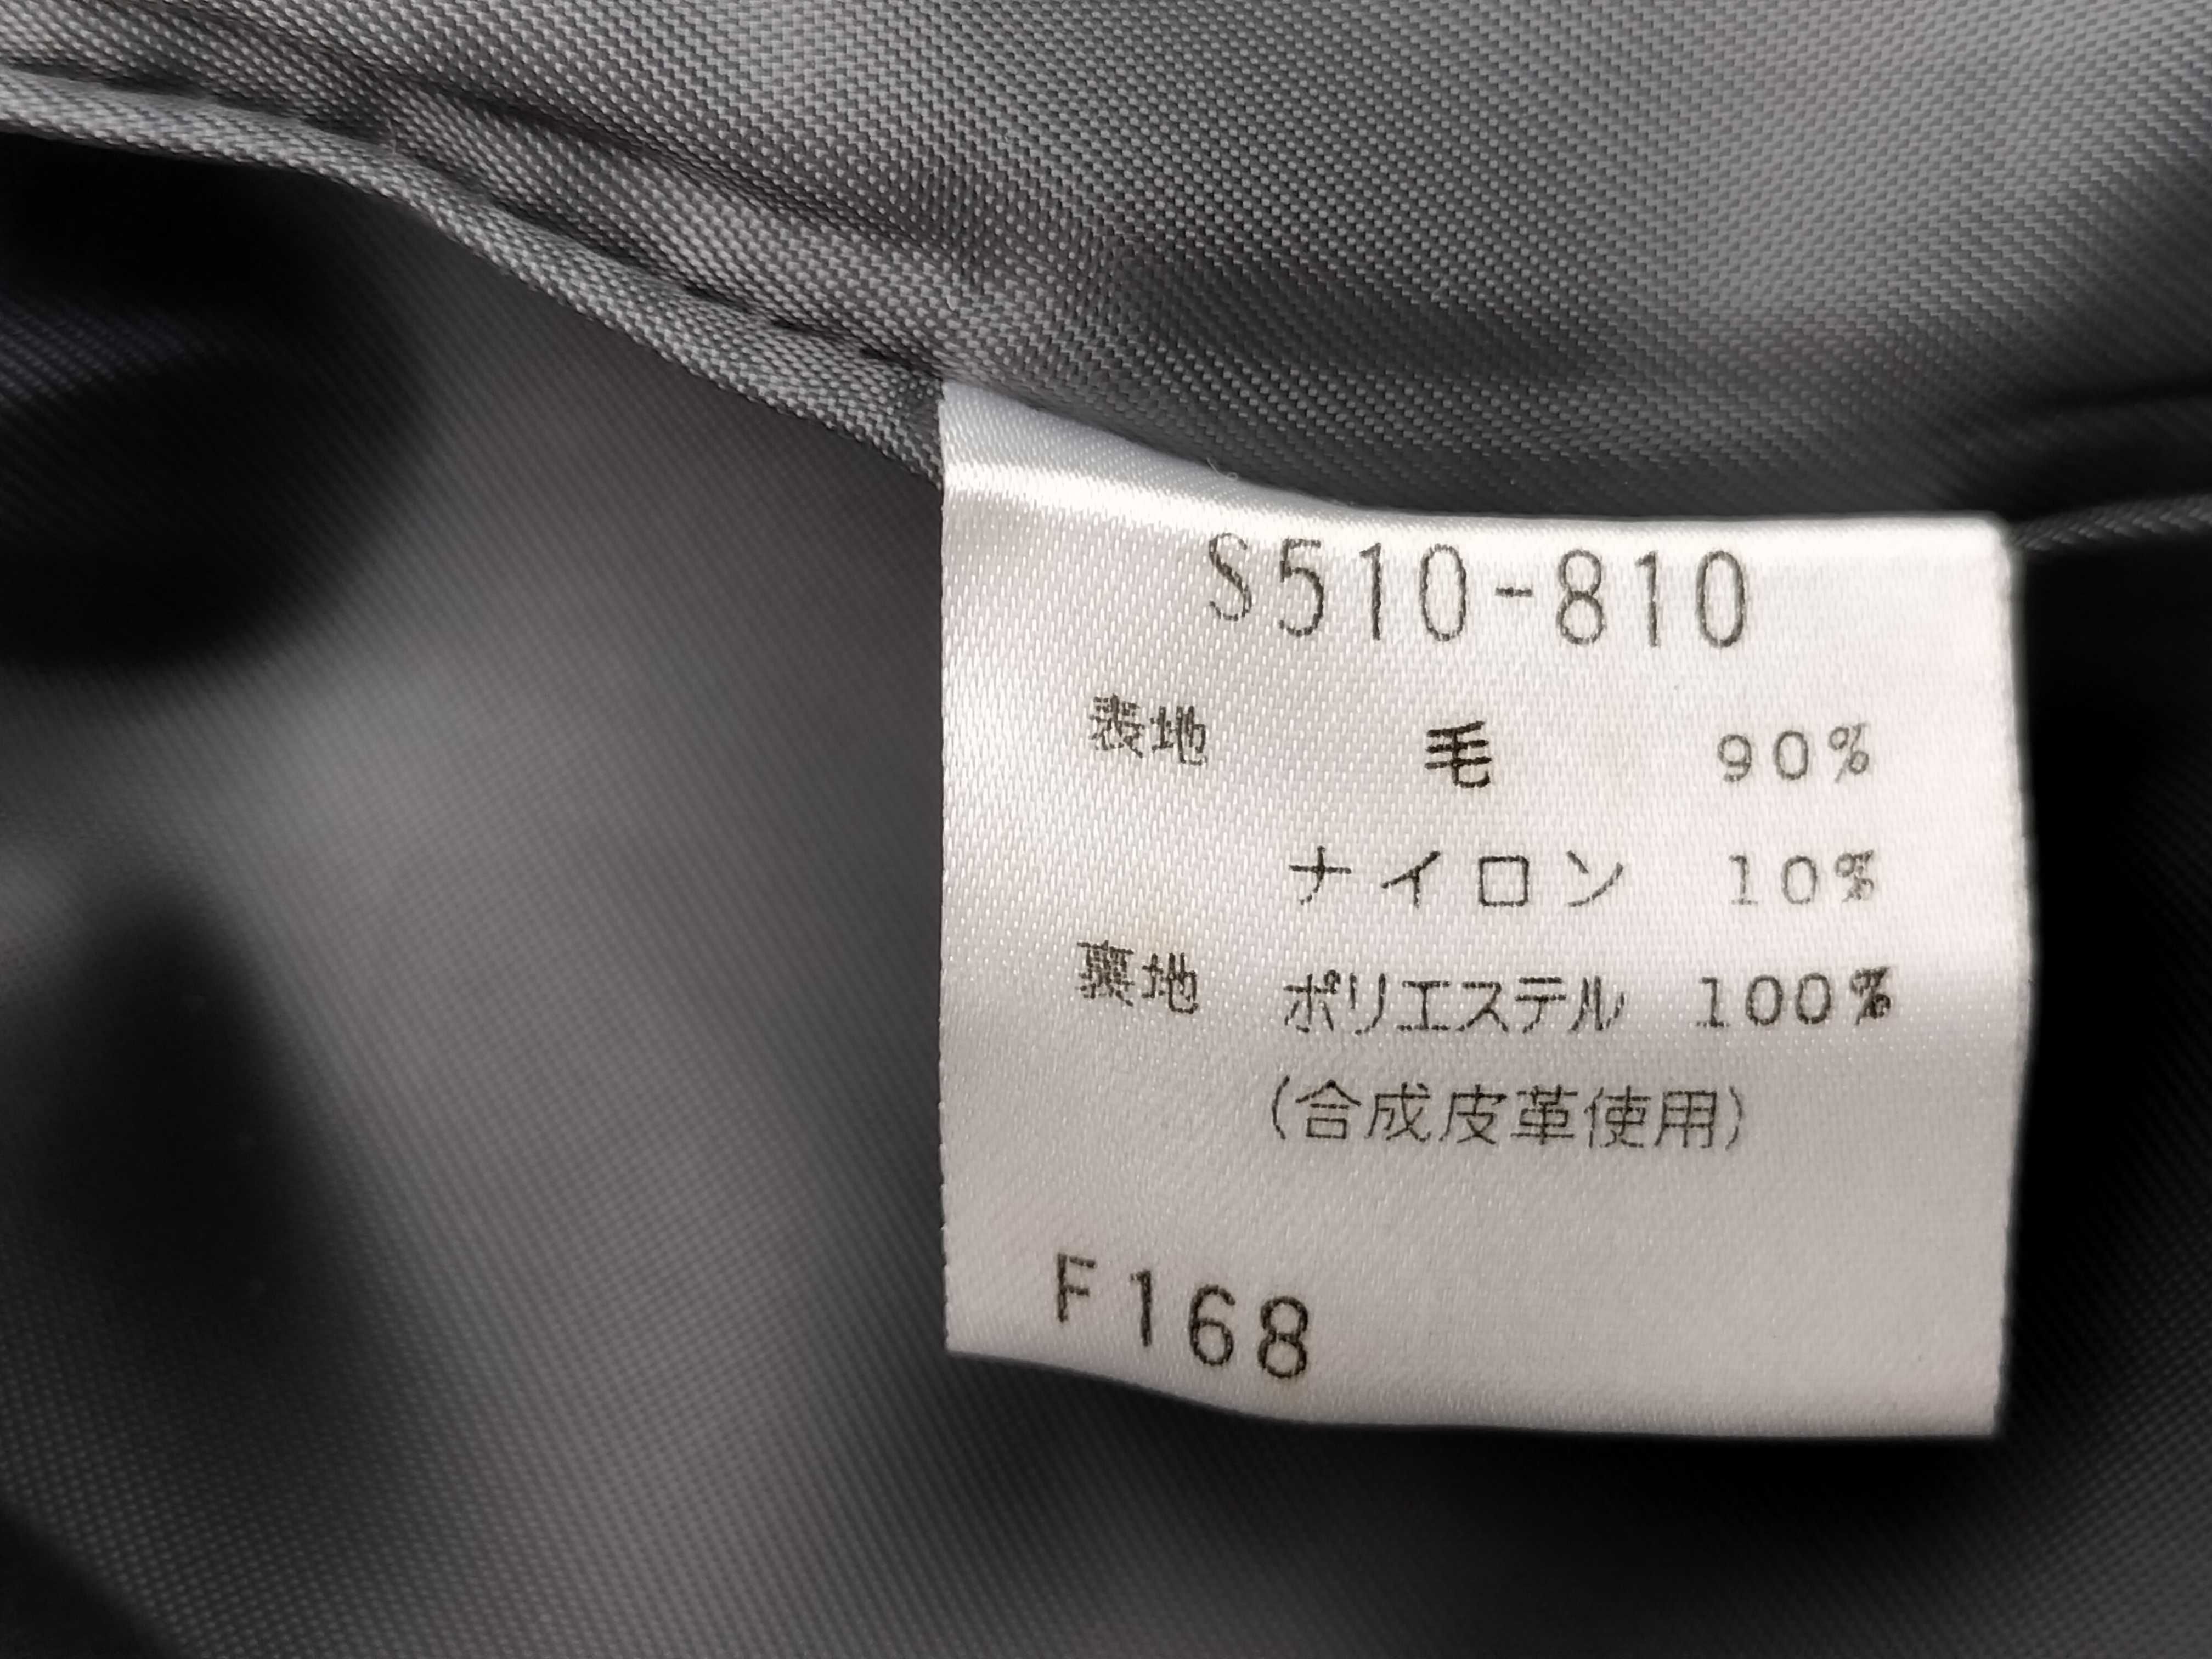 S510-810
表地 毛 90%
ナイロン 10%
裏地 ポリエステル 100%
(合成皮革使用)
F168